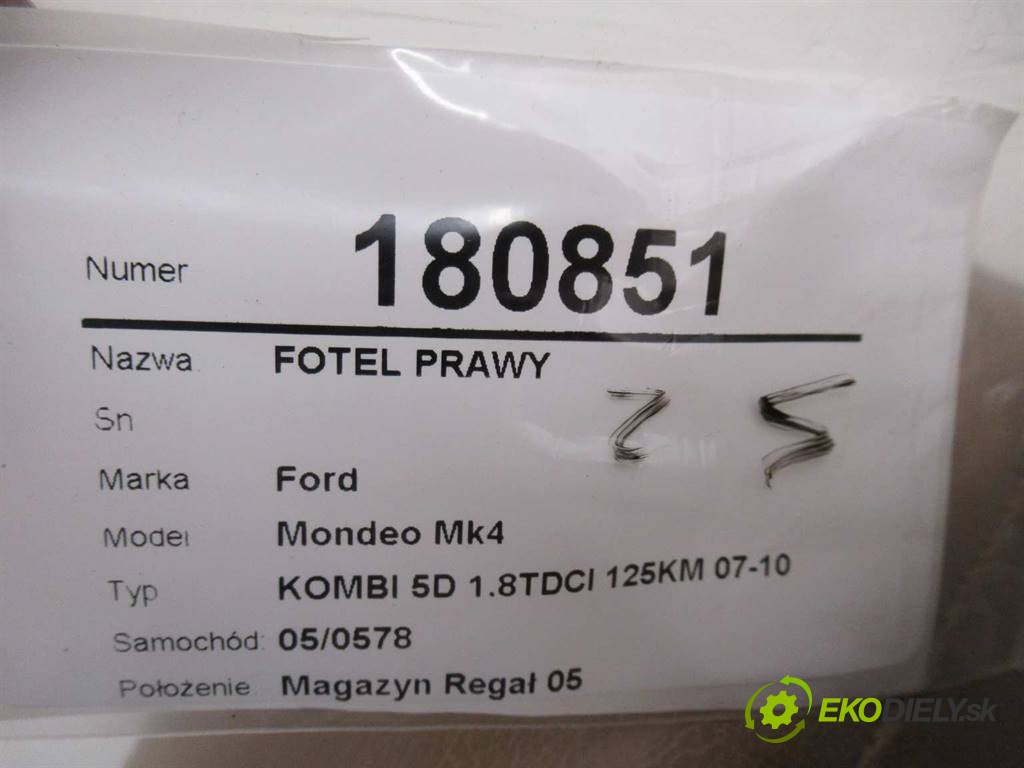 Numer 180851
Nazwa FOTEL PRAWY
Sn
Marka Ford
Model Mondeo Mk4
Typ KOMBI 5D 1.8TDCI 125KM 07-10
Samochód: 05/0578
Położenie Magazyn Regał 05
EKODIELY.sk